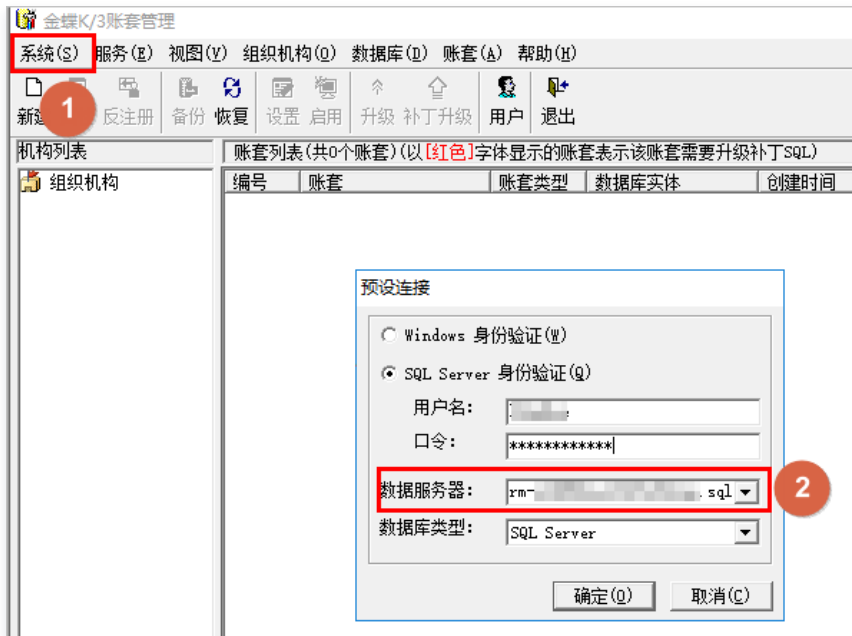 金蝶K/3账套管理
系统(S) 服务(E) 视图(V) 组织机构(O) 数据库(D) 账套(A) 帮助(H)
新建 反注册 备份 恢复 设置 启用 升级 补丁升级 用户 退出
1
机构列表
账套列表(共0个账套)(以[红色]字体显示的账套表示该账套需要升级补丁SQL)
组织机构
编号 账套 账套类型 数据库实体 创建时间
预设连接
Windows 身份验证(W)
SQL Server 身份验证(Q)
用户名:
口令: ************
数据服务器: rm- .sql
2
数据库类型: SQL Server
确定(O) 取消(C)